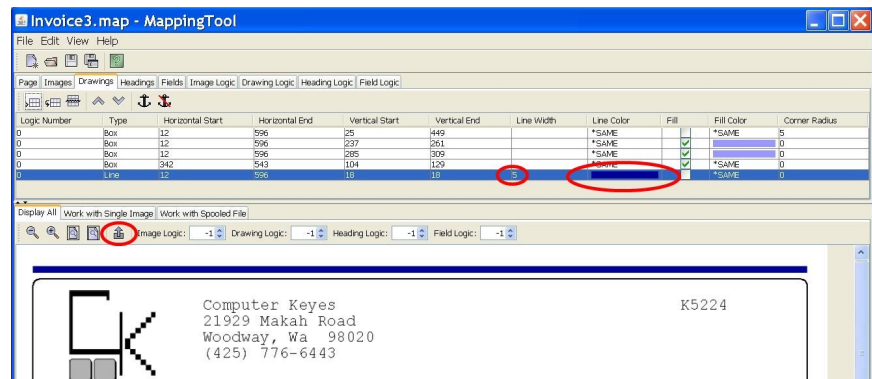 Invoice3.map - MappingTool
File Edit View Help
Page Images Drawings Headings Fields Image Logic Drawing Logic Heading Logic Field Logic
Logic Number Type Horizontal Start Horizontal End Vertical Start Vertical End Line Width Line Color Fill Fill Color Corner Radius
0 Box 12 596 25 449 *SAME *SAME 5
0 Box 12 596 237 261 *SAME 0
0 Box 12 596 285 309 *SAME 0
0 Box 342 543 104 129 *SAME *SAME 0
0 Line 12 596 18 18 5 *SAME 0
Display All Work with Single Image Work with Spooled File
Image Logic: -1 Drawing Logic: -1 Heading Logic: -1 Field Logic: -1
Computer Keyes K5224
21929 Makah Road
Woodway, Wa 98020
(425) 776-6443